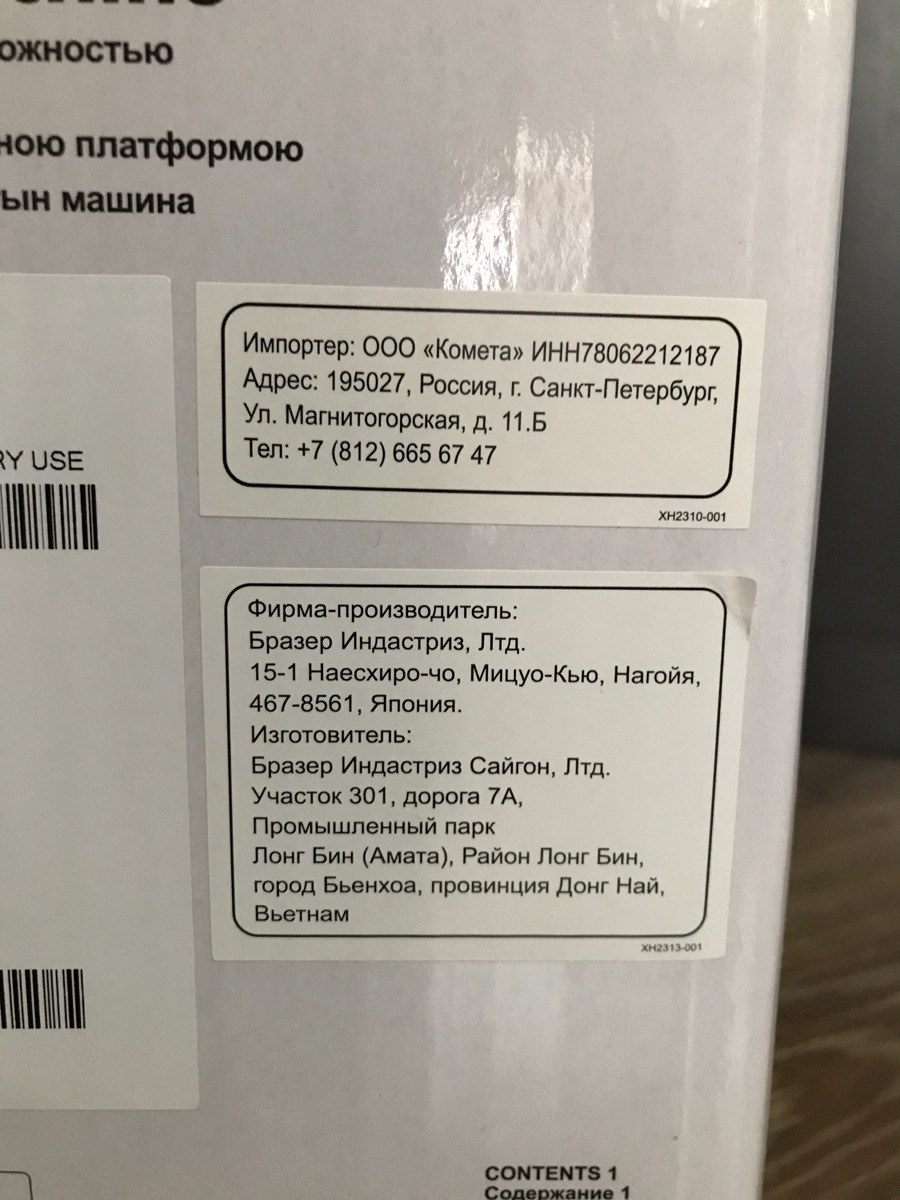 ожностью
ною платформою
тын машина
RY USE
Импортер: ООО «Комета» ИНН78062212187
Адрес: 195027, Россия, г. Санкт-Петербург,
Ул. Магнитогорская, д. 11.Б
Тел: +7 (812) 665 67 47
XH2310-001
Фирма-производитель:
Бразер Индастриз, Лтд.
15-1 Наесхиро-чо, Мицуо-Кью, Нагойя,
467-8561, Япония.
Изготовитель:
Бразер Индастриз Сайгон, Лтд.
Участок 301, дорога 7А,
Промышленный парк
Лонг Бин (Амата), Район Лонг Бин,
город Бьенхоа, провинция Донг Най,
Вьетнам
XH2313-001
CONTENTS 1
Содержание 1